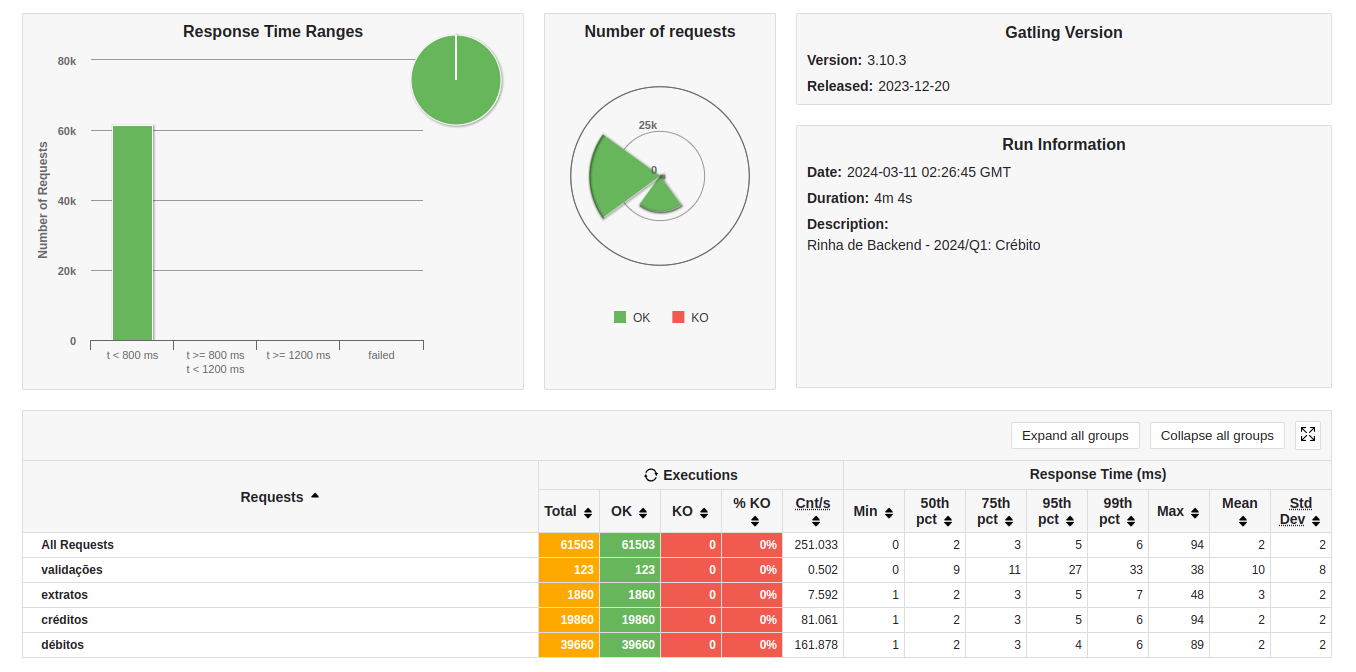 Response Time Ranges
80k
60k
40k
20k
0
Number of Requests
t < 800 ms
t >= 800 ms
t < 1200 ms
t >= 1200 ms
failed
Number of requests
25k
0
OK
KO
Gatling Version
Version: 3.10.3
Released: 2023-12-20
Run Information
Date: 2024-03-11 02:26:45 GMT
Duration: 4m 4s
Description:
Rinha de Backend - 2024/Q1: Crébito
Expand all groups Collapse all groups
Requests Executions Response Time (ms)
Total OK KO % KO Cnt/s Min 50th pct 75th pct 95th pct 99th pct Max Mean Std Dev
All Requests 61503 61503 0 0% 251.033 0 2 3 5 6 94 2 2
validações 123 123 0 0% 0.502 0 9 11 27 33 38 10 8
extratos 1860 1860 0 0% 7.592 1 2 3 5 7 48 3 2
créditos 19860 19860 0 0% 81.061 1 2 3 5 6 94 2 2
débitos 39660 39660 0 0% 161.878 1 2 3 4 6 89 2 2